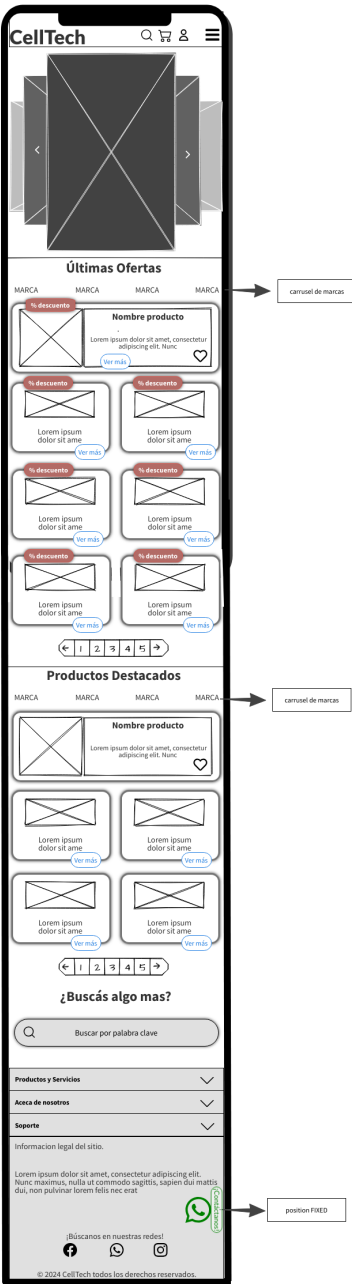 CellTech
Últimas Ofertas
MARCA MARCA MARCA MARCA
carrusel de marcas
% descuento
Nombre producto
Lorem ipsum dolor sit amet, consectetur
adipiscing elit. Nunc
Ver más
% descuento % descuento
Lorem ipsum Lorem ipsum
dolor sit ame dolor sit ame
Ver más Ver más
% descuento % descuento
Lorem ipsum Lorem ipsum
dolor sit ame dolor sit ame
Ver más Ver más
% descuento % descuento
Lorem ipsum Lorem ipsum
dolor sit ame dolor sit ame
Ver más Ver más
1 2 3 4 5
Productos Destacados
MARCA MARCA MARCA MARCA
carrusel de marcas
Nombre producto
Lorem ipsum dolor sit amet, consectetur
adipiscing elit. Nunc
Lorem ipsum Lorem ipsum
dolor sit ame dolor sit ame
Ver más Ver más
Lorem ipsum Lorem ipsum
dolor sit ame dolor sit ame
Ver más Ver más
1 2 3 4 5
¿Buscás algo mas?
Buscar por palabra clave
Productos y Servicios
Aceca de nosotros
Soporte
Informacion legal del sitio.
Lorem ipsum dolor sit amet, consectetur adipiscing elit.
Nunc maximus, nulla ut commodo sagittis, sapien dui mattis
dui, non pulvinar lorem felis nec erat
¡Contáctanos!
position FIXED
¡Búscanos en nuestras redes!
© 2024 CellTech todos los derechos reservados.